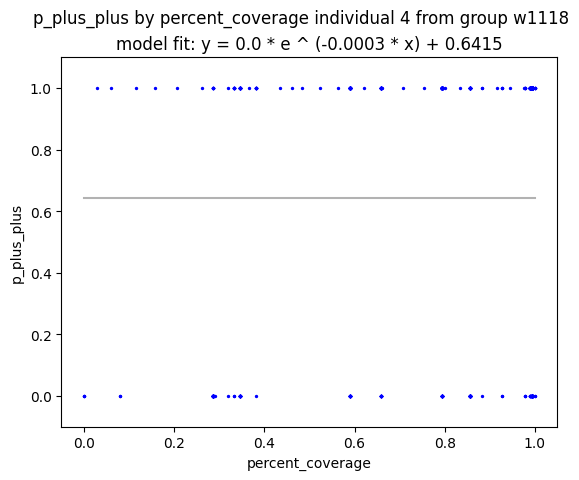 p_plus_plus by percent_coverage individual 4 from group w1118
model fit: y = 0.0 * e ^ (-0.0003 * x) + 0.6415
1.0
0.8
0.6
0.4
0.2
0.0
p_plus_plus
0.0 0.2 0.4 0.6 0.8 1.0
percent_coverage